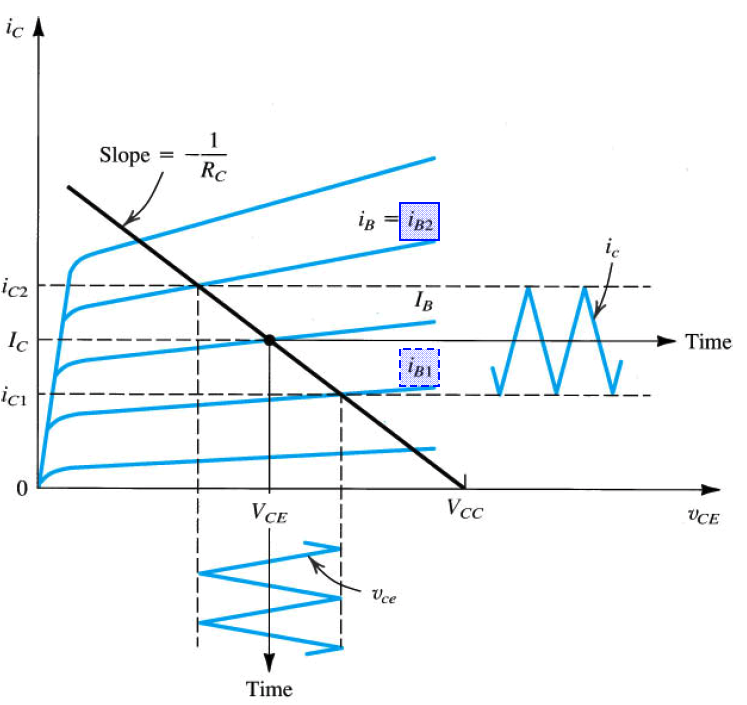 i_C
Slope = -1/R_C
i_B = i_B2
i_c
i_C2
I_B
I_C
Time
i_B1
i_C1
0
V_CE
V_CC
v_CE
v_ce
Time